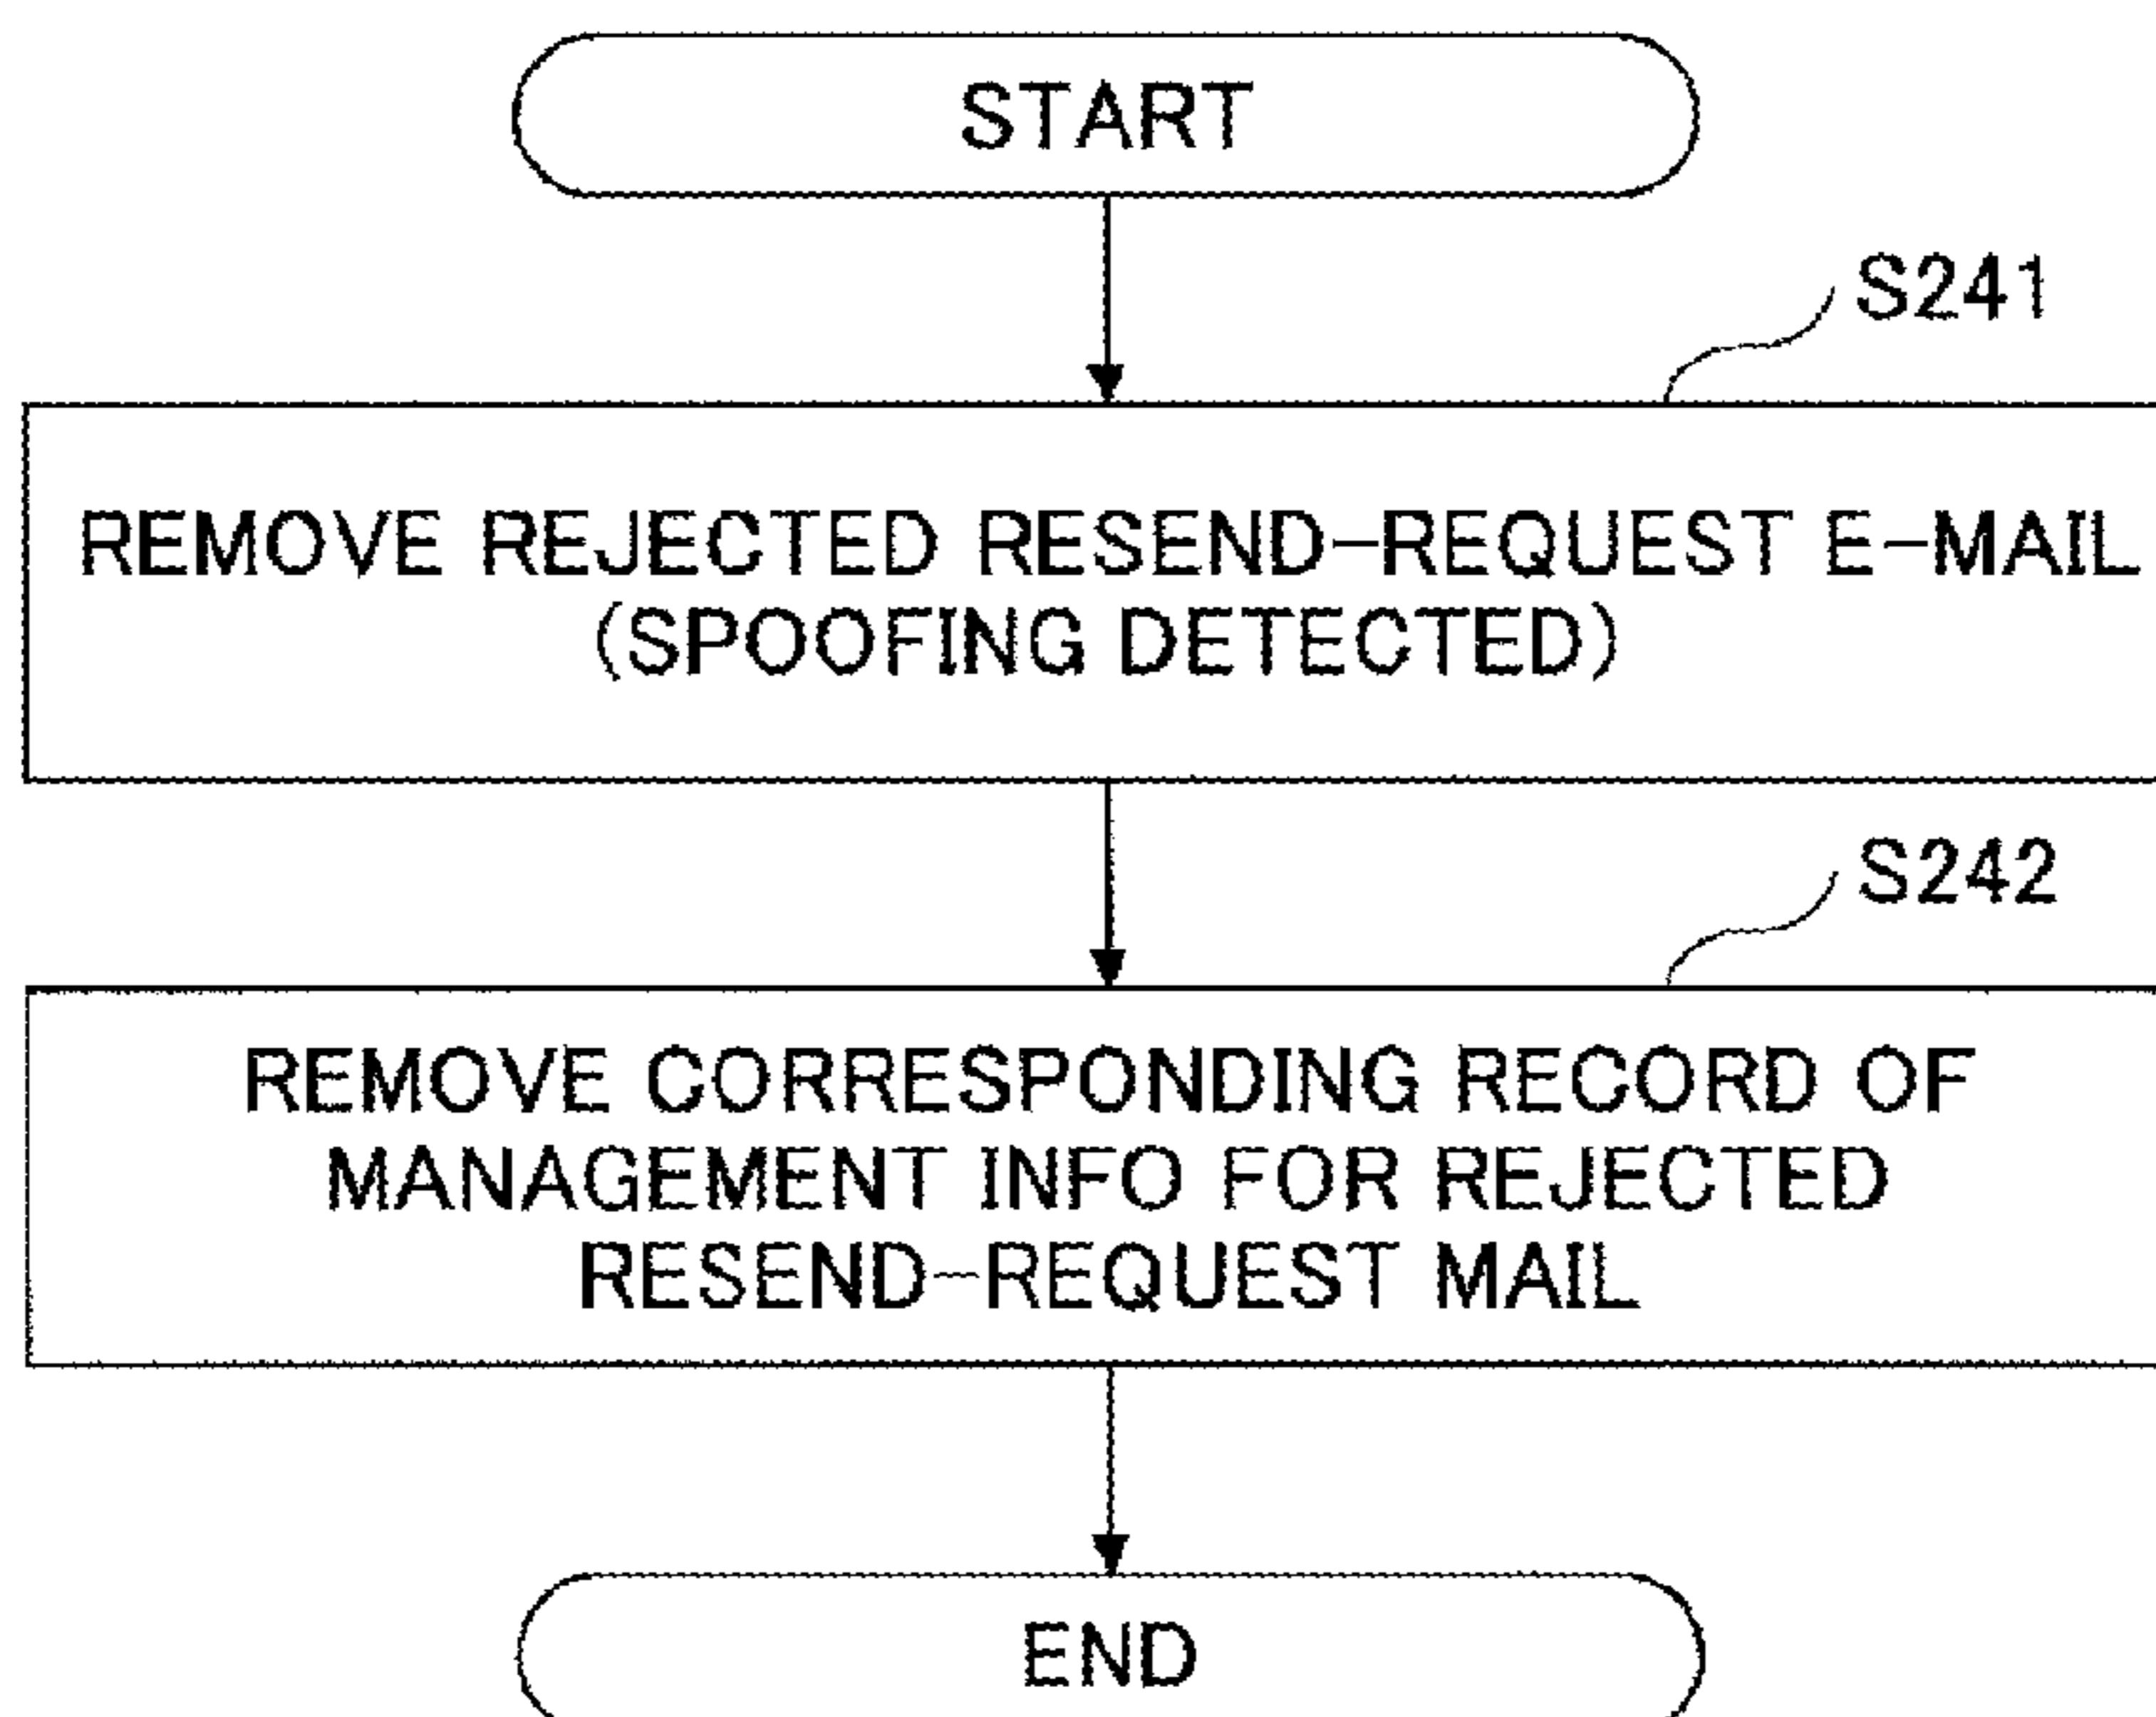 START
S241
REMOVE REJECTED RESEND-REQUEST E-MAIL
(SPOOFING DETECTED)
S242
REMOVE CORRESPONDING RECORD OF
MANAGEMENT INFO FOR REJECTED
RESEND-REQUEST MAIL
END